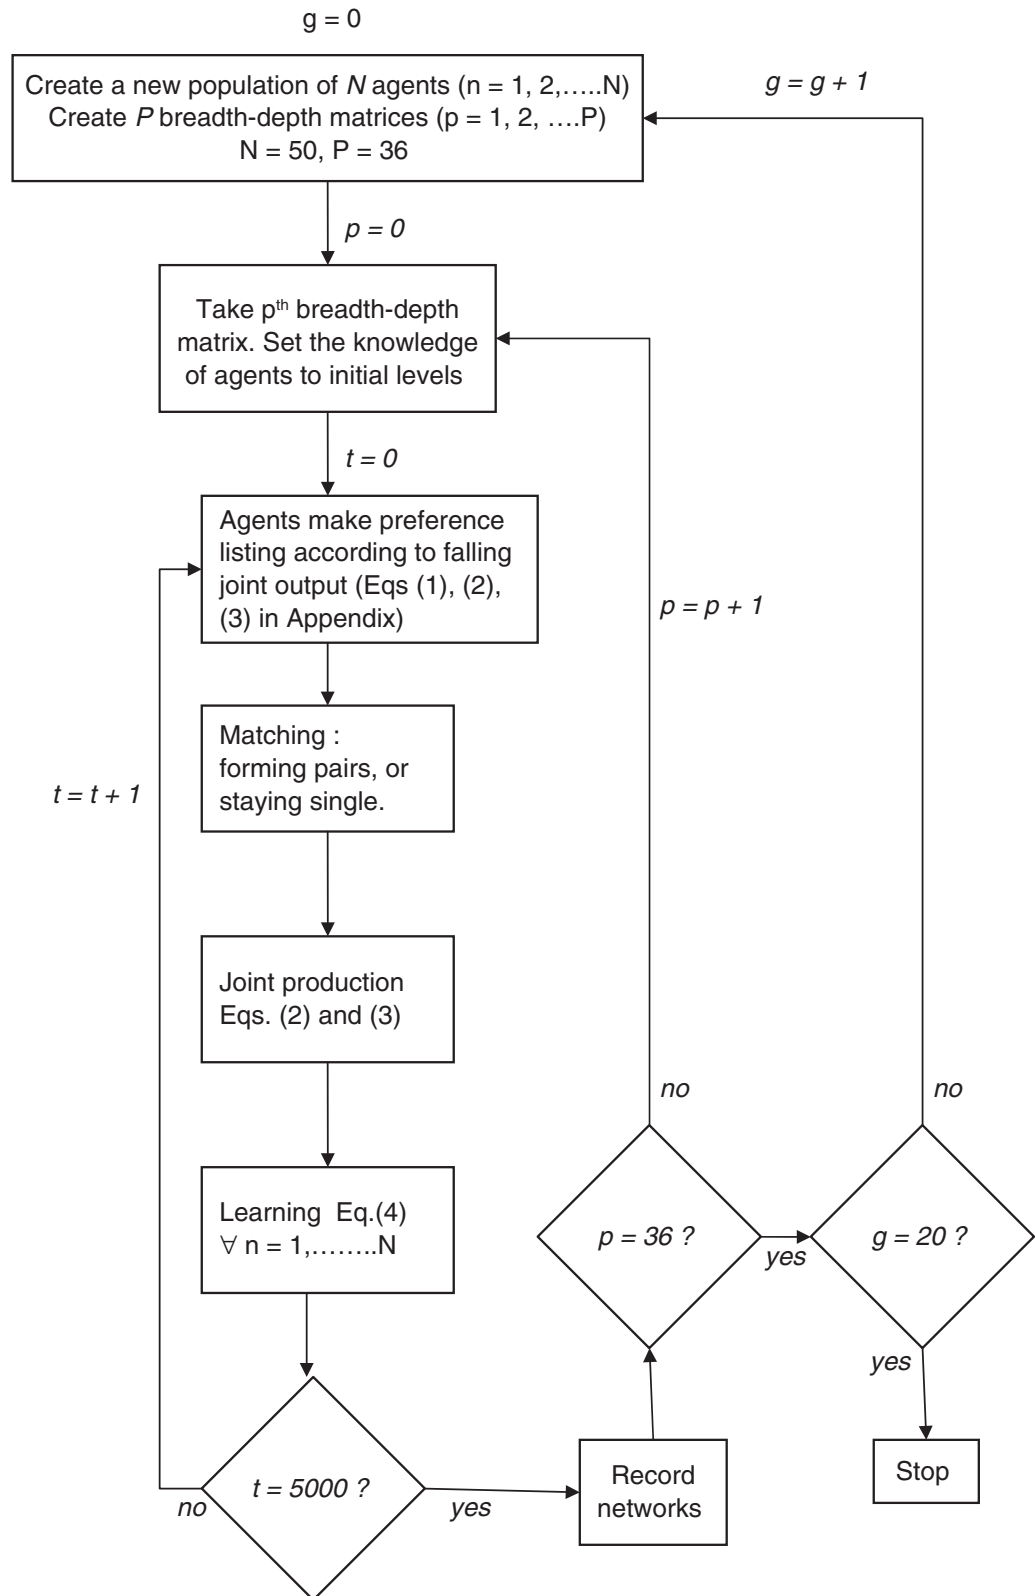 g = 0
Create a new population of N agents (n = 1, 2,…..N)
Create P breadth-depth matrices (p = 1, 2, ….P)
N = 50, P = 36
g = g + 1
p = 0
Take pth breadth-depth
matrix. Set the knowledge
of agents to initial levels
t = 0
Agents make preference
listing according to falling
joint output (Eqs (1), (2),
(3) in Appendix)
p = p + 1
Matching :
forming pairs, or
staying single.
t = t + 1
Joint production
Eqs. (2) and (3)
no
no
Learning Eq.(4)
∀ n = 1,……..N
p = 36 ?
yes
g = 20 ?
yes
t = 5000 ?
no
yes
Record
networks
Stop